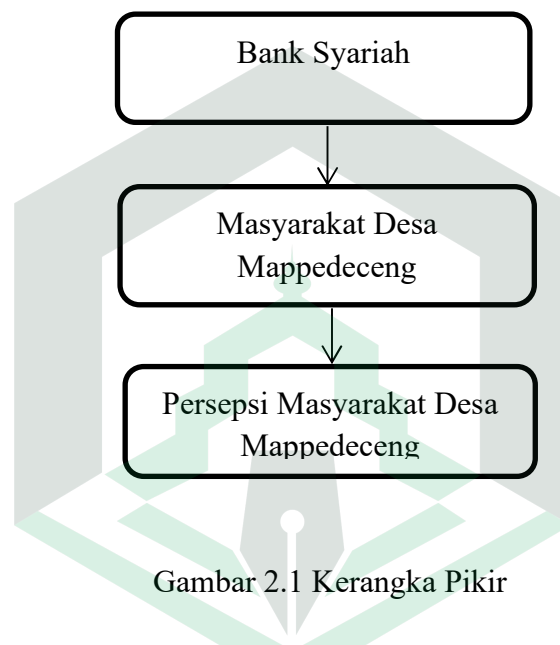 Bank Syariah
Masyarakat Desa
Mappedeceng
Persepsi Masyarakat Desa
Mappedeceng
Gambar 2.1 Kerangka Pikir